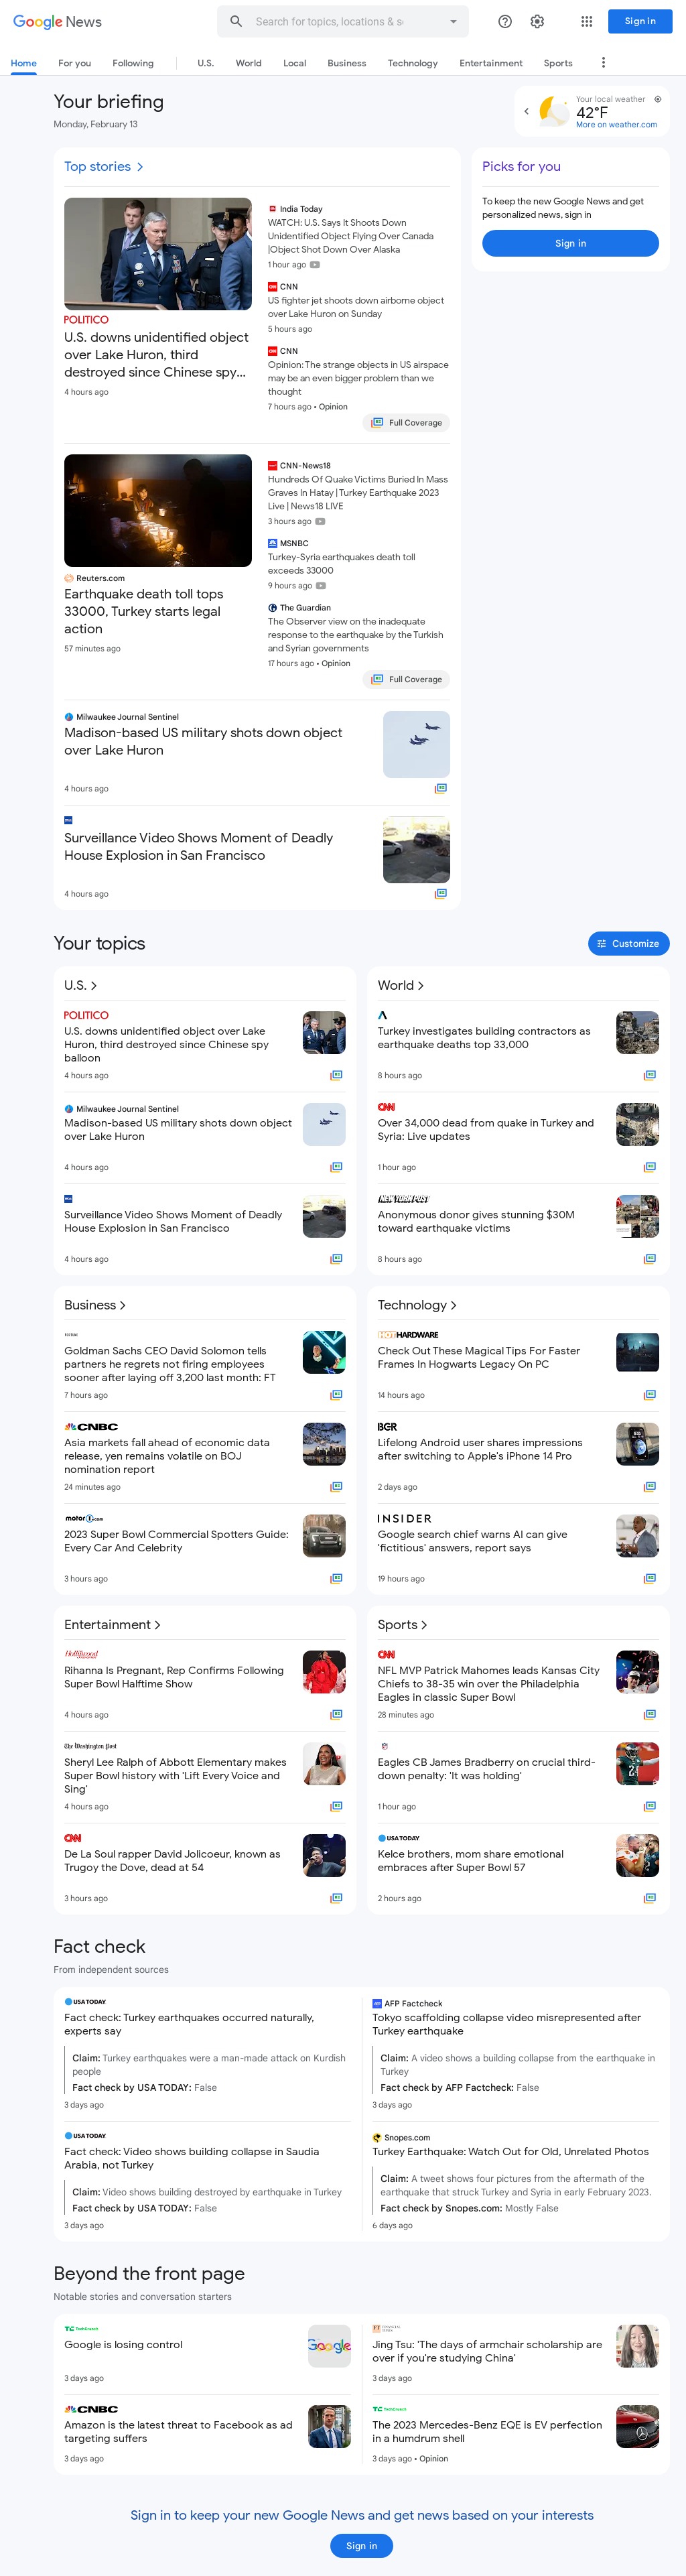 Google News
Search for topics, locations & so
Sign in
Home
For you
Following
U.S.
World
Local
Business
Technology
Entertainment
Sports
Your briefing
Monday, February 13
Your local weather
42°F
More on weather.com
Top stories
POLITICO
U.S. downs unidentified object
over Lake Huron, third
destroyed since Chinese spy...
4 hours ago
India Today
WATCH: U.S. Says It Shoots Down
Unidentified Object Flying Over Canada
|Object Shot Down Over Alaska
1 hour ago
CNN
US fighter jet shoots down airborne object
over Lake Huron on Sunday
5 hours ago
CNN
Opinion: The strange objects in US airspace
may be an even bigger problem than we
thought
7 hours ago • Opinion
Full Coverage
Reuters.com
Earthquake death toll tops
33000, Turkey starts legal
action
57 minutes ago
CNN-News18
Hundreds Of Quake Victims Buried In Mass
Graves In Hatay | Turkey Earthquake 2023
Live | News18 LIVE
3 hours ago
MSNBC
Turkey-Syria earthquakes death toll
exceeds 33000
9 hours ago
The Guardian
The Observer view on the inadequate
response to the earthquake by the Turkish
and Syrian governments
17 hours ago • Opinion
Full Coverage
Milwaukee Journal Sentinel
Madison-based US military shots down object
over Lake Huron
4 hours ago
Surveillance Video Shows Moment of Deadly
House Explosion in San Francisco
4 hours ago
Picks for you
To keep the new Google News and get
personalized news, sign in
Sign in
Your topics
Customize
U.S.
POLITICO
U.S. downs unidentified object over Lake
Huron, third destroyed since Chinese spy
balloon
4 hours ago
Milwaukee Journal Sentinel
Madison-based US military shots down object
over Lake Huron
4 hours ago
Surveillance Video Shows Moment of Deadly
House Explosion in San Francisco
4 hours ago
World
Turkey investigates building contractors as
earthquake deaths top 33,000
8 hours ago
CNN
Over 34,000 dead from quake in Turkey and
Syria: Live updates
1 hour ago
NEW YORK POST
Anonymous donor gives stunning $30M
toward earthquake victims
8 hours ago
Business
Goldman Sachs CEO David Solomon tells
partners he regrets not firing employees
sooner after laying off 3,200 last month: FT
7 hours ago
CNBC
Asia markets fall ahead of economic data
release, yen remains volatile on BOJ
nomination report
24 minutes ago
motor1.com
2023 Super Bowl Commercial Spotters Guide:
Every Car And Celebrity
3 hours ago
Technology
HOTHARDWARE
Check Out These Magical Tips For Faster
Frames In Hogwarts Legacy On PC
14 hours ago
BGR
Lifelong Android user shares impressions
after switching to Apple's iPhone 14 Pro
2 days ago
INSIDER
Google search chief warns AI can give
'fictitious' answers, report says
19 hours ago
Entertainment
Hollywood
Rihanna Is Pregnant, Rep Confirms Following
Super Bowl Halftime Show
4 hours ago
The Washington Post
Sheryl Lee Ralph of Abbott Elementary makes
Super Bowl history with 'Lift Every Voice and
Sing'
4 hours ago
CNN
De La Soul rapper David Jolicoeur, known as
Trugoy the Dove, dead at 54
3 hours ago
Sports
CNN
NFL MVP Patrick Mahomes leads Kansas City
Chiefs to 38-35 win over the Philadelphia
Eagles in classic Super Bowl
28 minutes ago
Eagles CB James Bradberry on crucial third-
down penalty: 'It was holding'
1 hour ago
USA TODAY
Kelce brothers, mom share emotional
embraces after Super Bowl 57
2 hours ago
Fact check
From independent sources
USA TODAY
Fact check: Turkey earthquakes occurred naturally,
experts say
Claim: Turkey earthquakes were a man-made attack on Kurdish
people
Fact check by USA TODAY: False
3 days ago
USA TODAY
Fact check: Video shows building collapse in Saudia
Arabia, not Turkey
Claim: Video shows building destroyed by earthquake in Turkey
Fact check by USA TODAY: False
3 days ago
AFP Factcheck
Tokyo scaffolding collapse video misrepresented after
Turkey earthquake
Claim: A video shows a building collapse from the earthquake in
Turkey
Fact check by AFP Factcheck: False
3 days ago
Snopes.com
Turkey Earthquake: Watch Out for Old, Unrelated Photos
Claim: A tweet shows four pictures from the aftermath of the
earthquake that struck Turkey and Syria in early February 2023.
Fact check by Snopes.com: Mostly False
6 days ago
Beyond the front page
Notable stories and conversation starters
TechCrunch
Google is losing control
3 days ago
Google
CNBC
Amazon is the latest threat to Facebook as ad
targeting suffers
3 days ago
FINANCIAL TIMES
Jing Tsu: 'The days of armchair scholarship are
over if you're studying China'
3 days ago
TechCrunch
The 2023 Mercedes-Benz EQE is EV perfection
in a humdrum shell
3 days ago • Opinion
Sign in to keep your new Google News and get news based on your interests
Sign in